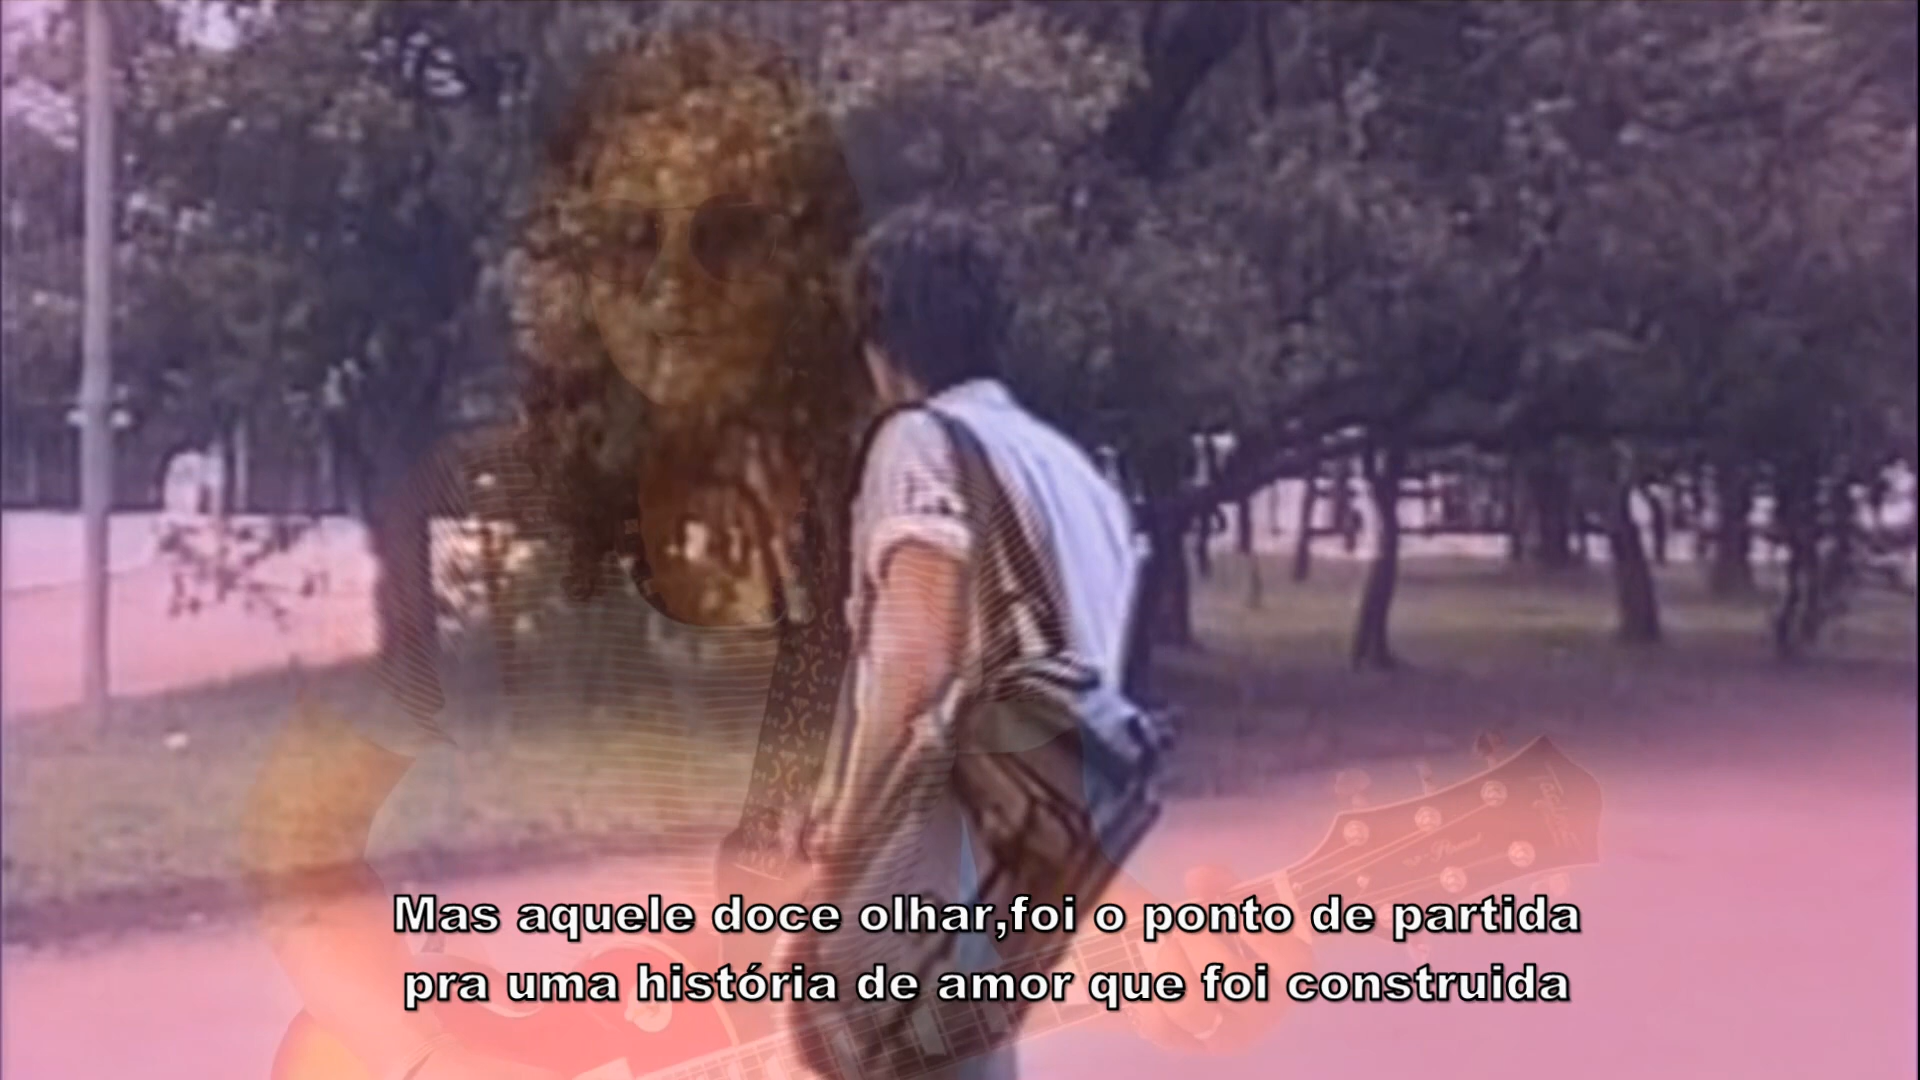 Mas aquele doce olhar,foi o ponto de partida
pra uma história de amor que foi construida